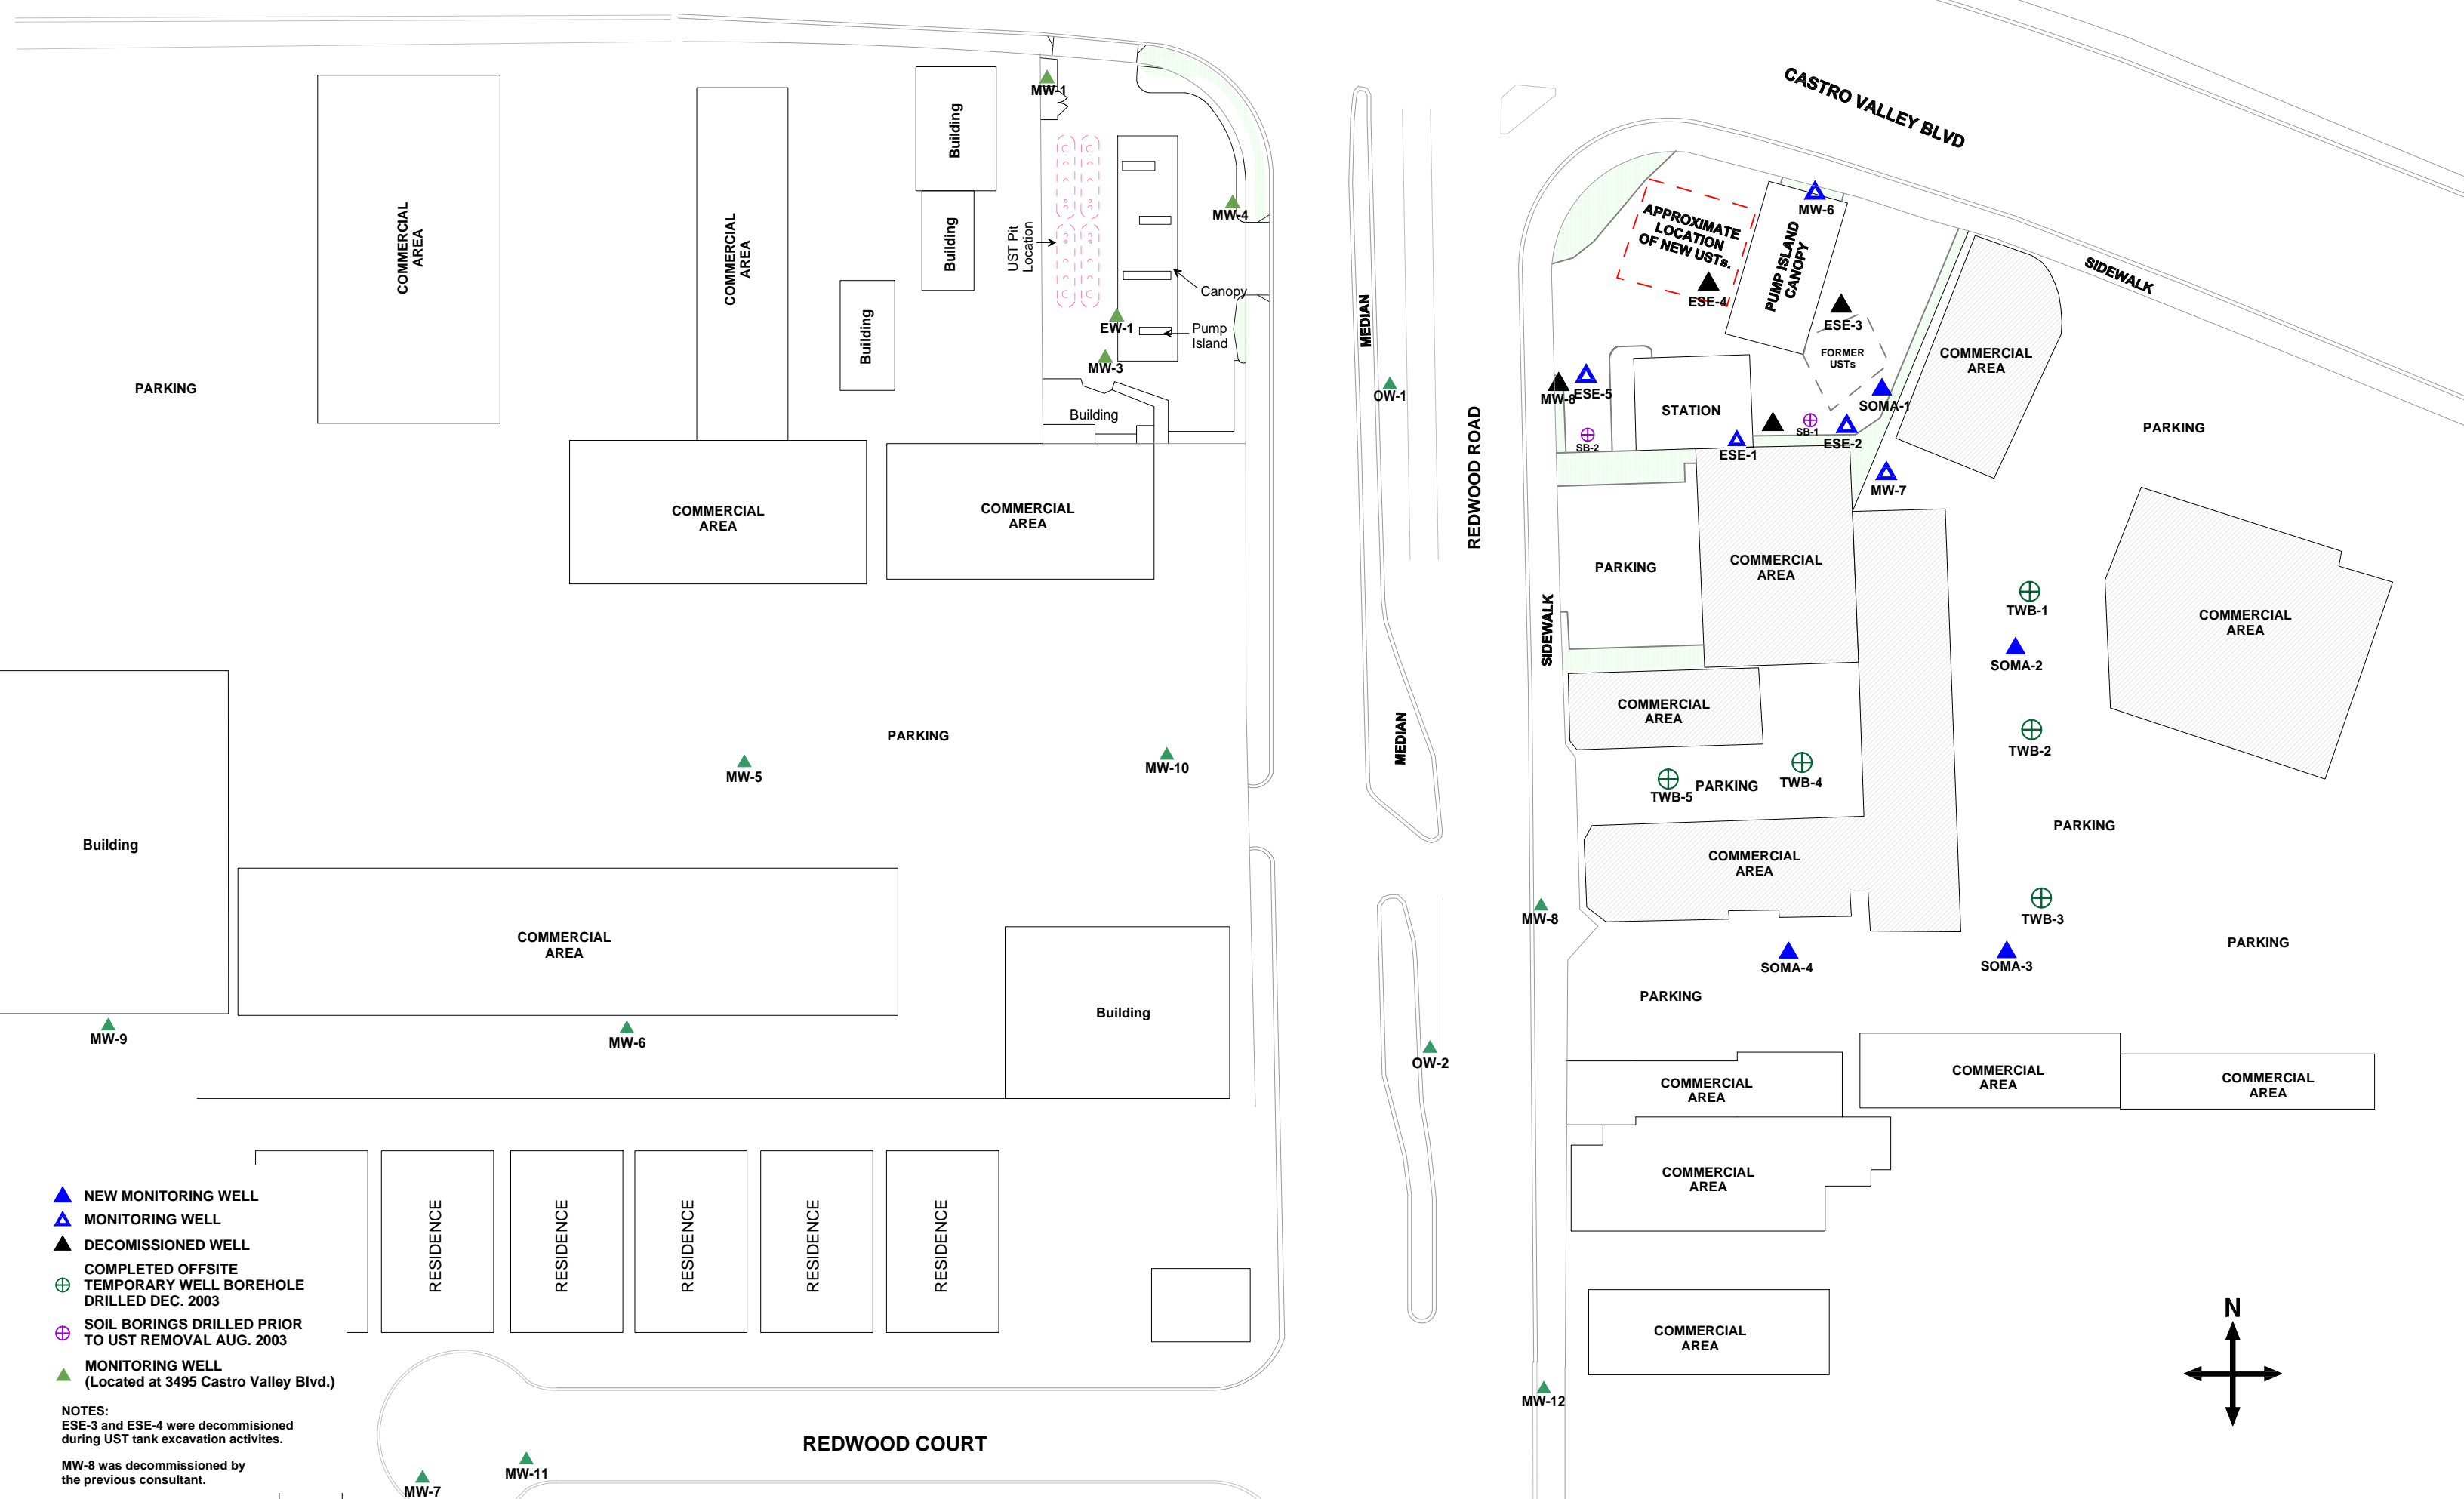 CASTRO VALLEY BLVD
SIDEWALK
MW-1
Building
Building
Building
UST Pit
Location
MW-4
Canopy
EW-1
Pump
Island
MW-3
Building
COMMERCIAL
AREA
COMMERCIAL
AREA
PARKING
COMMERCIAL
AREA
COMMERCIAL
AREA
MEDIAN
OW-1
REDWOOD ROAD
MW-6
APPROXIMATE
LOCATION
OF NEW USTs.
ESE-4
PUMP ISLAND
CANOPY
ESE-3
FORMER
USTs
COMMERCIAL
AREA
MW-8
ESE-5
STATION
SOMA-1
SB-1
SB-2
ESE-1
ESE-2
MW-7
PARKING
PARKING
COMMERCIAL
AREA
TWB-1
SOMA-2
COMMERCIAL
AREA
SIDEWALK
COMMERCIAL
AREA
MEDIAN
PARKING
MW-5
MW-10
TWB-2
TWB-5
PARKING
TWB-4
PARKING
Building
COMMERCIAL
AREA
COMMERCIAL
AREA
MW-8
TWB-3
SOMA-4
SOMA-3
PARKING
PARKING
Building
MW-9
MW-6
OW-2
COMMERCIAL
AREA
COMMERCIAL
AREA
COMMERCIAL
AREA
COMMERCIAL
AREA
RESIDENCE
RESIDENCE
RESIDENCE
RESIDENCE
RESIDENCE
COMMERCIAL
AREA
MW-12
REDWOOD COURT
MW-11
MW-7
NEW MONITORING WELL
MONITORING WELL
DECOMISSIONED WELL
COMPLETED OFFSITE
TEMPORARY WELL BOREHOLE
DRILLED DEC. 2003
SOIL BORINGS DRILLED PRIOR
TO UST REMOVAL AUG. 2003
MONITORING WELL
(Located at 3495 Castro Valley Blvd.)
NOTES:
ESE-3 and ESE-4 were decommisioned
during UST tank excavation activites.
MW-8 was decommissioned by
the previous consultant.
N